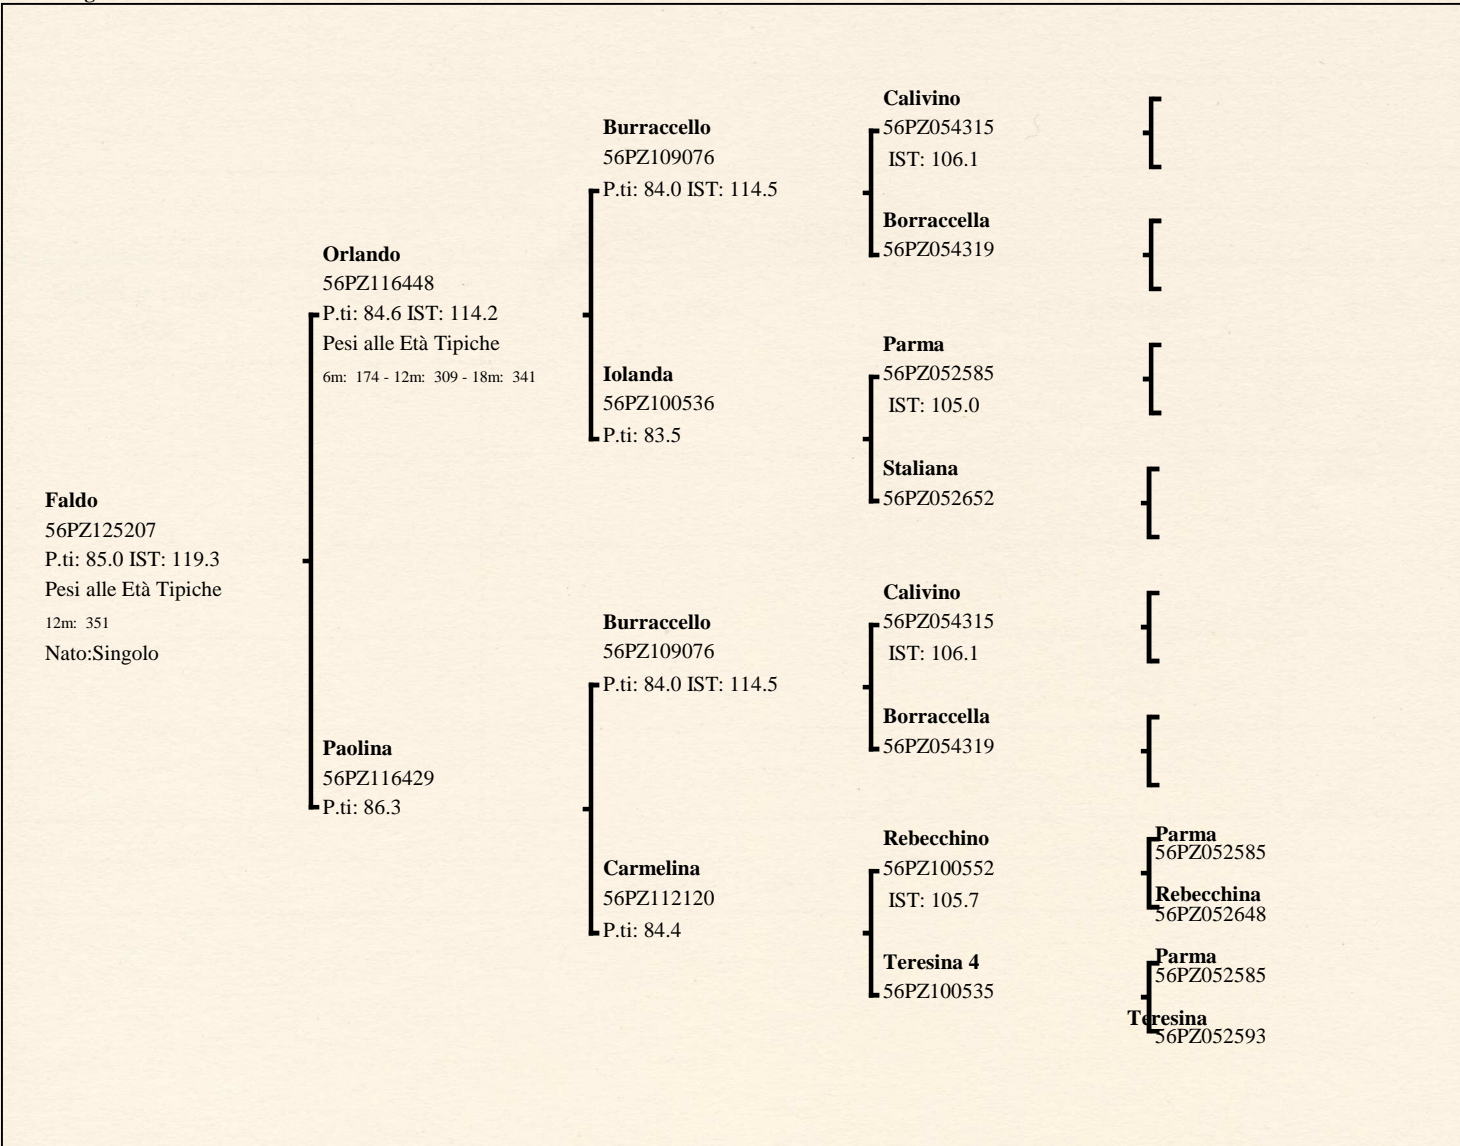 Faldo
56PZ125207
P.ti: 85.0 IST: 119.3
Pesi alle Età Tipiche
12m: 351
Nato:Singolo
Orlando
56PZ116448
P.ti: 84.6 IST: 114.2
Pesi alle Età Tipiche
6m: 174 - 12m: 309 - 18m: 341
Paolina
56PZ116429
P.ti: 86.3
Burraccello
56PZ109076
P.ti: 84.0 IST: 114.5
Iolanda
56PZ100536
P.ti: 83.5
Burraccello
56PZ109076
P.ti: 84.0 IST: 114.5
Carmelina
56PZ112120
P.ti: 84.4
Calivino
56PZ054315
IST: 106.1
Borraccella
56PZ054319
Parma
56PZ052585
IST: 105.0
Staliana
56PZ052652
Calivino
56PZ054315
IST: 106.1
Borraccella
56PZ054319
Rebecchino
56PZ100552
IST: 105.7
Teresina 4
56PZ100535
Parma
56PZ052585
Rebecchina
56PZ052648
Parma
56PZ052585
Teresina
56PZ052593